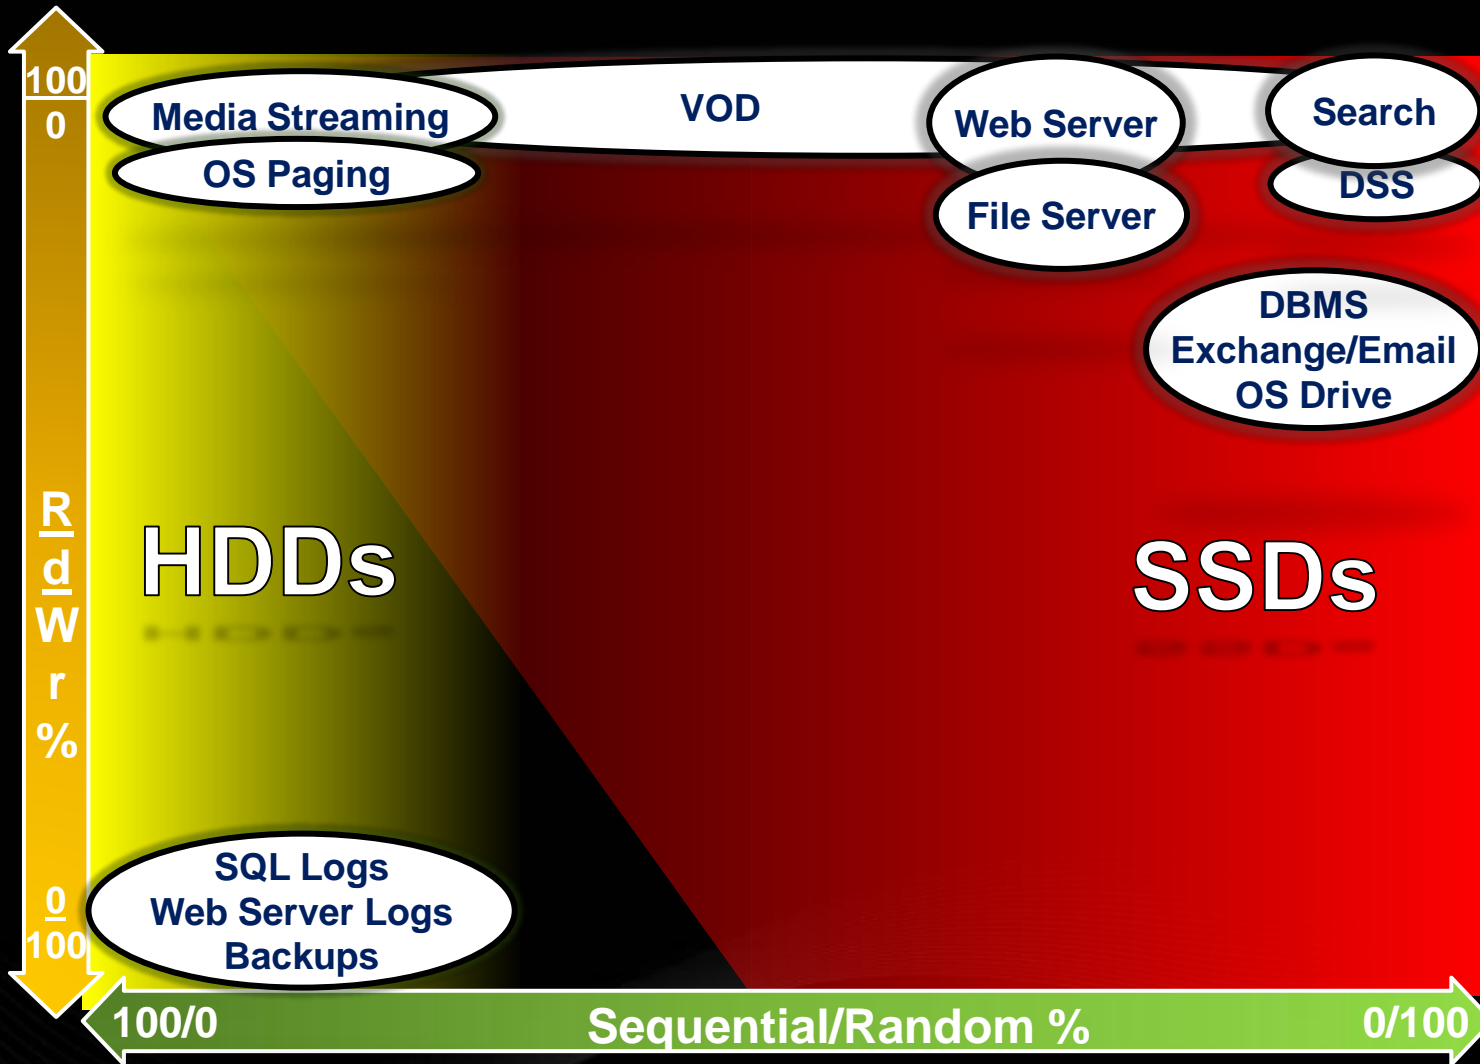 100
0
Media Streaming
VOD
Web Server
Search
OS Paging
DSS
File Server
DBMS
Exchange/Email
OS Drive
R
d
W
r
%
HDDs
SSDs
SQL Logs
Web Server Logs
Backups
0
100
100/0
Sequential/Random %
0/100